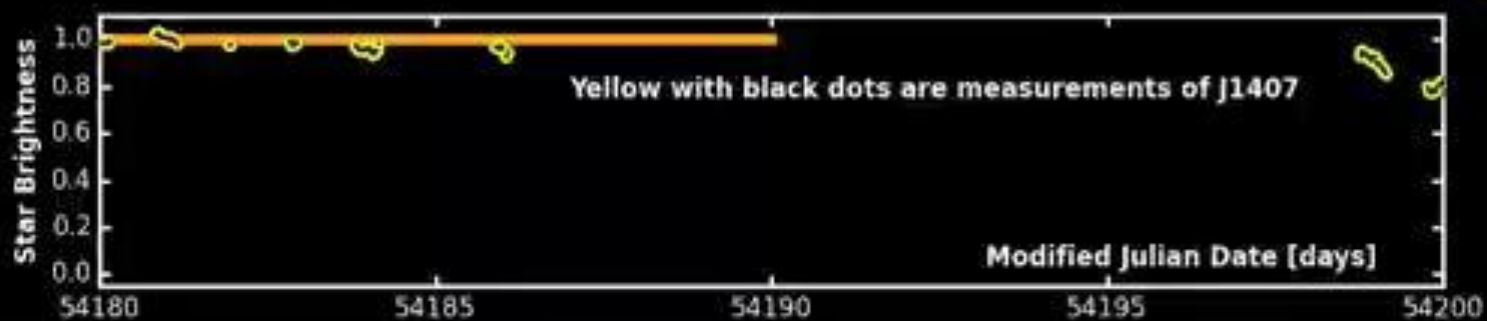 Star Brightness
1.0
0.8
0.6
0.4
0.2
0.0
Yellow with black dots are measurements of J1407
Modified Julian Date [days]
54180 54185 54190 54195 54200